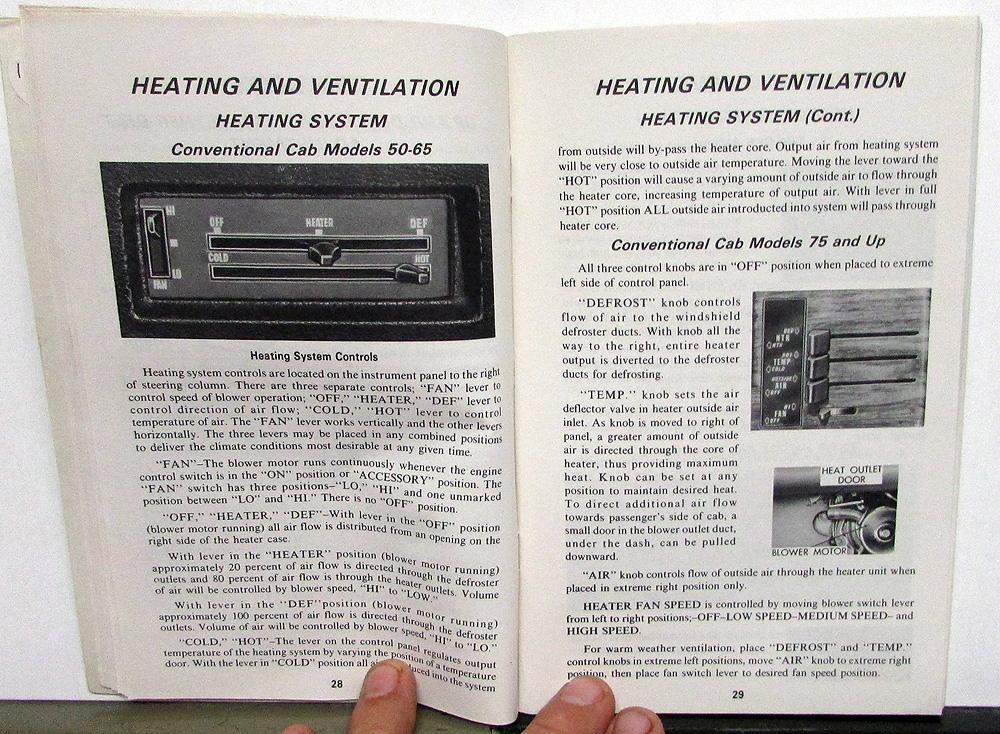 HEATING AND VENTILATION
HEATING SYSTEM
Conventional Cab Models 50-65
HI
LO
FAN
OFF
HEATER
DEF
COLD
HOT
Heating System Controls
Heating system controls are located on the instrument panel to the right
of steering column. There are three separate controls; "FAN" lever to
control speed of blower operation; "OFF," "HEATER," "DEF" lever to
control direction of air flow; "COLD," "HOT" lever to control
temperature of air. The "FAN" lever works vertically and the other levers
horizontally. The three levers may be placed in any combined positions
to deliver the climate conditions most desirable at any given time.
"FAN"–The blower motor runs continuously whenever the engine
control switch is in the "ON" position or "ACCESSORY" position. The
"FAN" switch has three positions–"LO," "HI" and one unmarked
position between "LO" and "HI." There is no "OFF" position.
"OFF," "HEATER," "DEF"–With lever in the "OFF" position
(blower motor running) all air flow is distributed from an opening on the
right side of the heater case.
With lever in the "HEATER" position (blower motor running)
approximately 20 percent of air flow is directed through the defroster
outlets and 80 percent of air flow is through the heater outlets. Volume
of air will be controlled by blower speed, "HI" to "LOW."
With lever in the "DEF" position (blower motor running)
approximately 100 percent of air flow is directed through the defroster
outlets. Volume of air will be controlled by blower speed, "HI" to "LO."
"COLD," "HOT"–The lever on the control panel regulates output
temperature of the heating system by varying the position of a temperature
door. With the lever in "COLD" position all air into the system
28
HEATING AND VENTILATION
HEATING SYSTEM (Cont.)
from outside will by-pass the heater core. Output air from heating system
will be very close to outside air temperature. Moving the lever toward the
"HOT" position will cause a varying amount of outside air to flow through
the heater core, increasing temperature of output air. With lever in full
"HOT" position ALL outside air introducted into system will pass through
heater core.
Conventional Cab Models 75 and Up
All three control knobs are in "OFF" position when placed to extreme
left side of control panel.
"DEFROST" knob controls
flow of air to the windshield
defroster ducts. With knob all the
way to the right, entire heater
output is diverted to the defroster
ducts for defrosting.
"TEMP." knob sets the air
deflector valve in heater outside air
inlet. As knob is moved to right of
panel, a greater amount of outside
air is directed through the core of
heater, thus providing maximum
heat. Knob can be set at any
position to maintain desired heat.
To direct additional air flow
towards passenger's side of cab, a
small door in the blower outlet duct,
under the dash, can be pulled
downward.
DEF
HTR
HTR
HOT
TEMP
COLD
OUTSIDE
AIR
OFF
HI
FAN
OFF
HEAT OUTLET
DOOR
BLOWER MOTOR
"AIR" knob controls flow of outside air through the heater unit when
placed in extreme right position only.
HEATER FAN SPEED is controlled by moving blower switch lever
from left to right positions;–OFF–LOW SPEED–MEDIUM SPEED– and
HIGH SPEED.
For warm weather ventilation, place "DEFROST" and "TEMP."
control knobs in extreme left positions, move "AIR" knob to extreme right
position, then place fan switch lever to desired fan speed position.
29